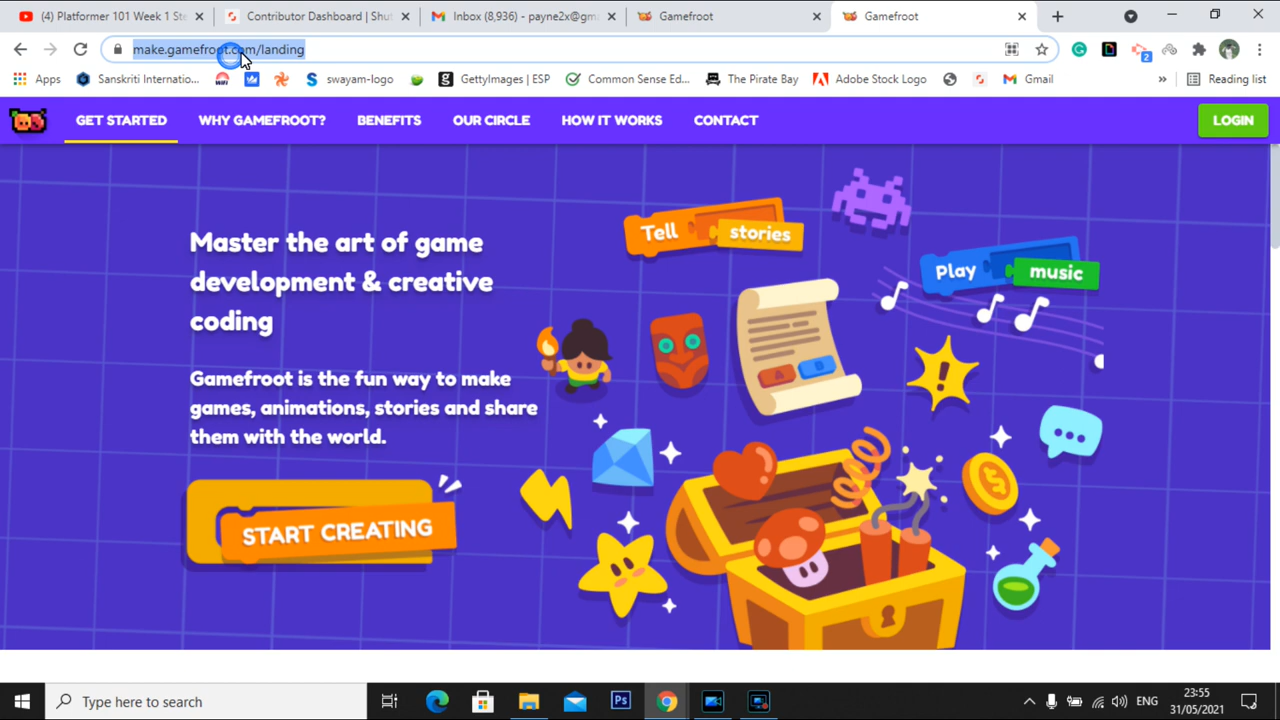 (4) Platformer 101 Week 1 Ste
Contributor Dashboard | Shut
Inbox (8,936) - payne2x@gm
Gamefroot
Gamefroot
make.gamefroot.com/landing
2
Apps
Sanskriti Internatio...
swayam-logo
GettyImages | ESP
Common Sense Ed...
The Pirate Bay
Adobe Stock Logo
Gmail
»
Reading list
GET STARTED
WHY GAMEFROOT?
BENEFITS
OUR CIRCLE
HOW IT WORKS
CONTACT
LOGIN
Tell stories
Play music
Master the art of game
development & creative
coding
Gamefroot is the fun way to make
games, animations, stories and share
them with the world.
START CREATING
Type here to search
Ps
ENG
23:55
31/05/2021